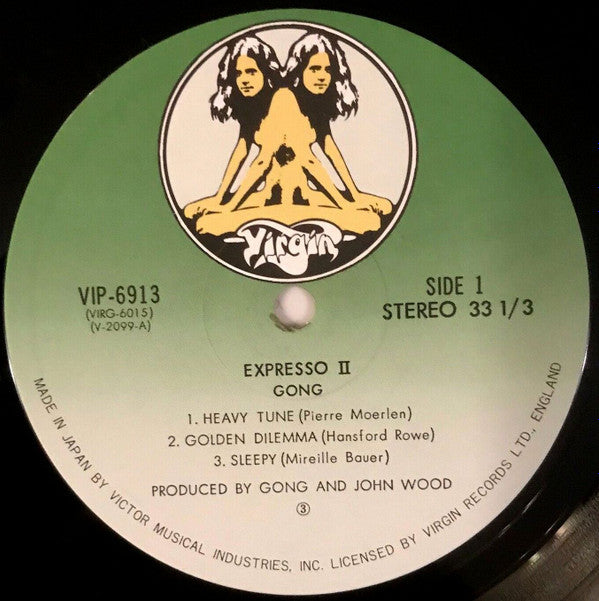 Virgin
VIP-6913
(VIRG-6015)
(V-2099-A)
SIDE 1
STEREO 33 1/3
EXPRESSO II
GONG
1. HEAVY TUNE (Pierre Moerlen)
2. GOLDEN DILEMMA (Hansford Rowe)
3. SLEEPY (Mireille Bauer)
PRODUCED BY GONG AND JOHN WOOD
③
MADE IN JAPAN BY VICTOR MUSICAL INDUSTRIES, INC. LICENSED BY VIRGIN RECORDS LTD., ENGLAND